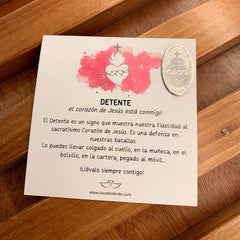 DETENTE
el corazón de Jesús está conmigo
El Detente es un signo que muestra nuestra fidelidad al
sacratísimo Corazón de Jesús. Es una defensa en
nuestras batallas.
Lo puedes llevar colgado al cuello, en la muñeca, en el
bolsillo, en la cartera, pegado al móvil..
¡Llévalo siempre contigo!